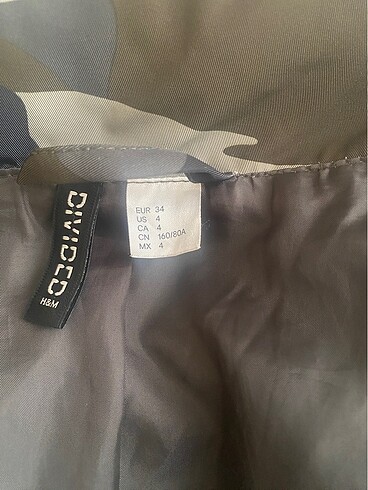 DIVIDED
H&M
EUR 34
US 4
CA 4
CN 160/80A
MX 4